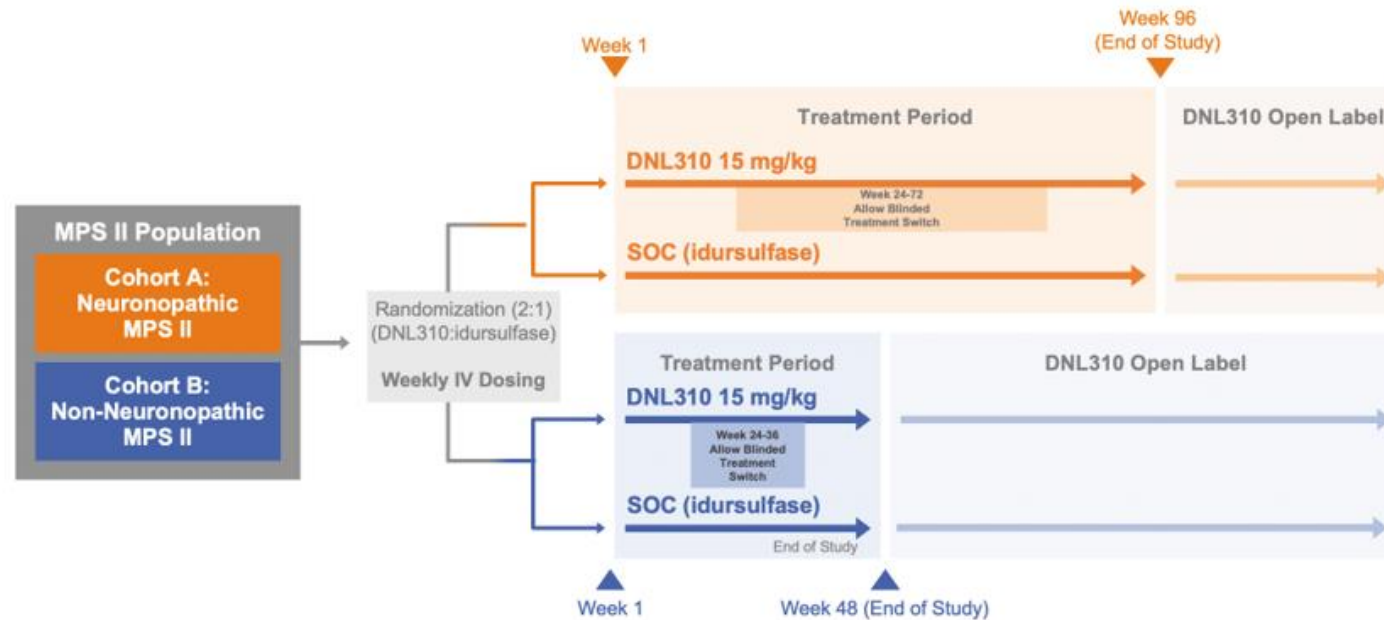 MPS II Population
Cohort A:
Neuronopathic
MPS II
Cohort B:
Non-Neuronopathic
MPS II
Randomization (2:1)
(DNL310:idursulfase)
Weekly IV Dosing
Week 1
Week 96
(End of Study)
Treatment Period
DNL310 Open Label
DNL310 15 mg/kg
Week 24-72
Allow Blinded
Treatment Switch
SOC (idursulfase)
Treatment Period
DNL310 Open Label
DNL310 15 mg/kg
Week 24-36
Allow Blinded
Treatment
Switch
SOC (idursulfase)
End of Study
Week 1
Week 48 (End of Study)